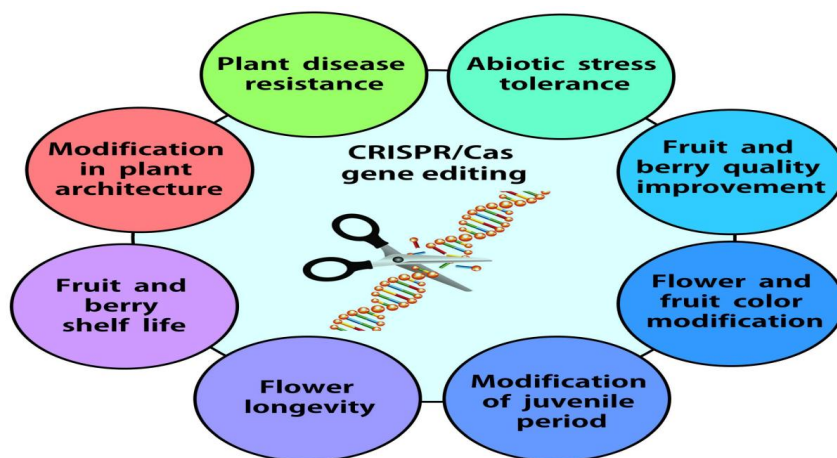 Plant disease
resistance
Abiotic stress
tolerance
Modification
in plant
architecture
CRISPR/Cas
gene editing
Fruit and
berry quality
improvement
Fruit and
berry
shelf life
Flower and
fruit color
modification
Flower
longevity
Modification
of juvenile
period